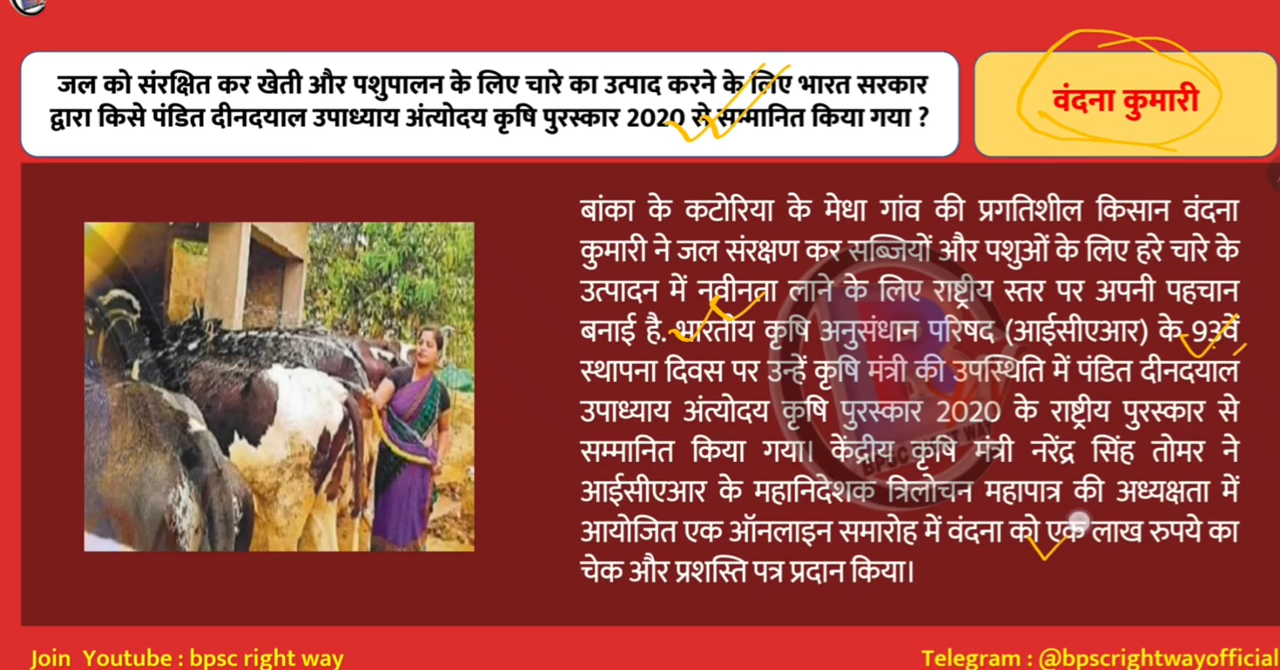 जल को संरक्षित कर खेती और पशुपालन के लिए चारे का उत्पाद करने के लिए भारत सरकार
द्वारा किसे पंडित दीनदयाल उपाध्याय अंत्योदय कृषि पुरस्कार 2020 से सम्मानित किया गया ?
वंदना कुमारी
बांका के कटोरिया के मेधा गांव की प्रगतिशील किसान वंदना
कुमारी ने जल संरक्षण कर सब्जियों और पशुओं के लिए हरे चारे के
उत्पादन में नवीनता लाने के लिए राष्ट्रीय स्तर पर अपनी पहचान
बनाई है. भारतीय कृषि अनुसंधान परिषद (आईसीएआर) के 93वें
स्थापना दिवस पर उन्हें कृषि मंत्री की उपस्थिति में पंडित दीनदयाल
उपाध्याय अंत्योदय कृषि पुरस्कार 2020 के राष्ट्रीय पुरस्कार से
सम्मानित किया गया। केंद्रीय कृषि मंत्री नरेंद्र सिंह तोमर ने
आईसीएआर के महानिदेशक त्रिलोचन महापात्र की अध्यक्षता में
आयोजित एक ऑनलाइन समारोह में वंदना को एक लाख रुपये का
चेक और प्रशस्ति पत्र प्रदान किया।
BPSC RIGHT WAY
Join Youtube : bpsc right way
Telegram : @bpscrightwayofficial